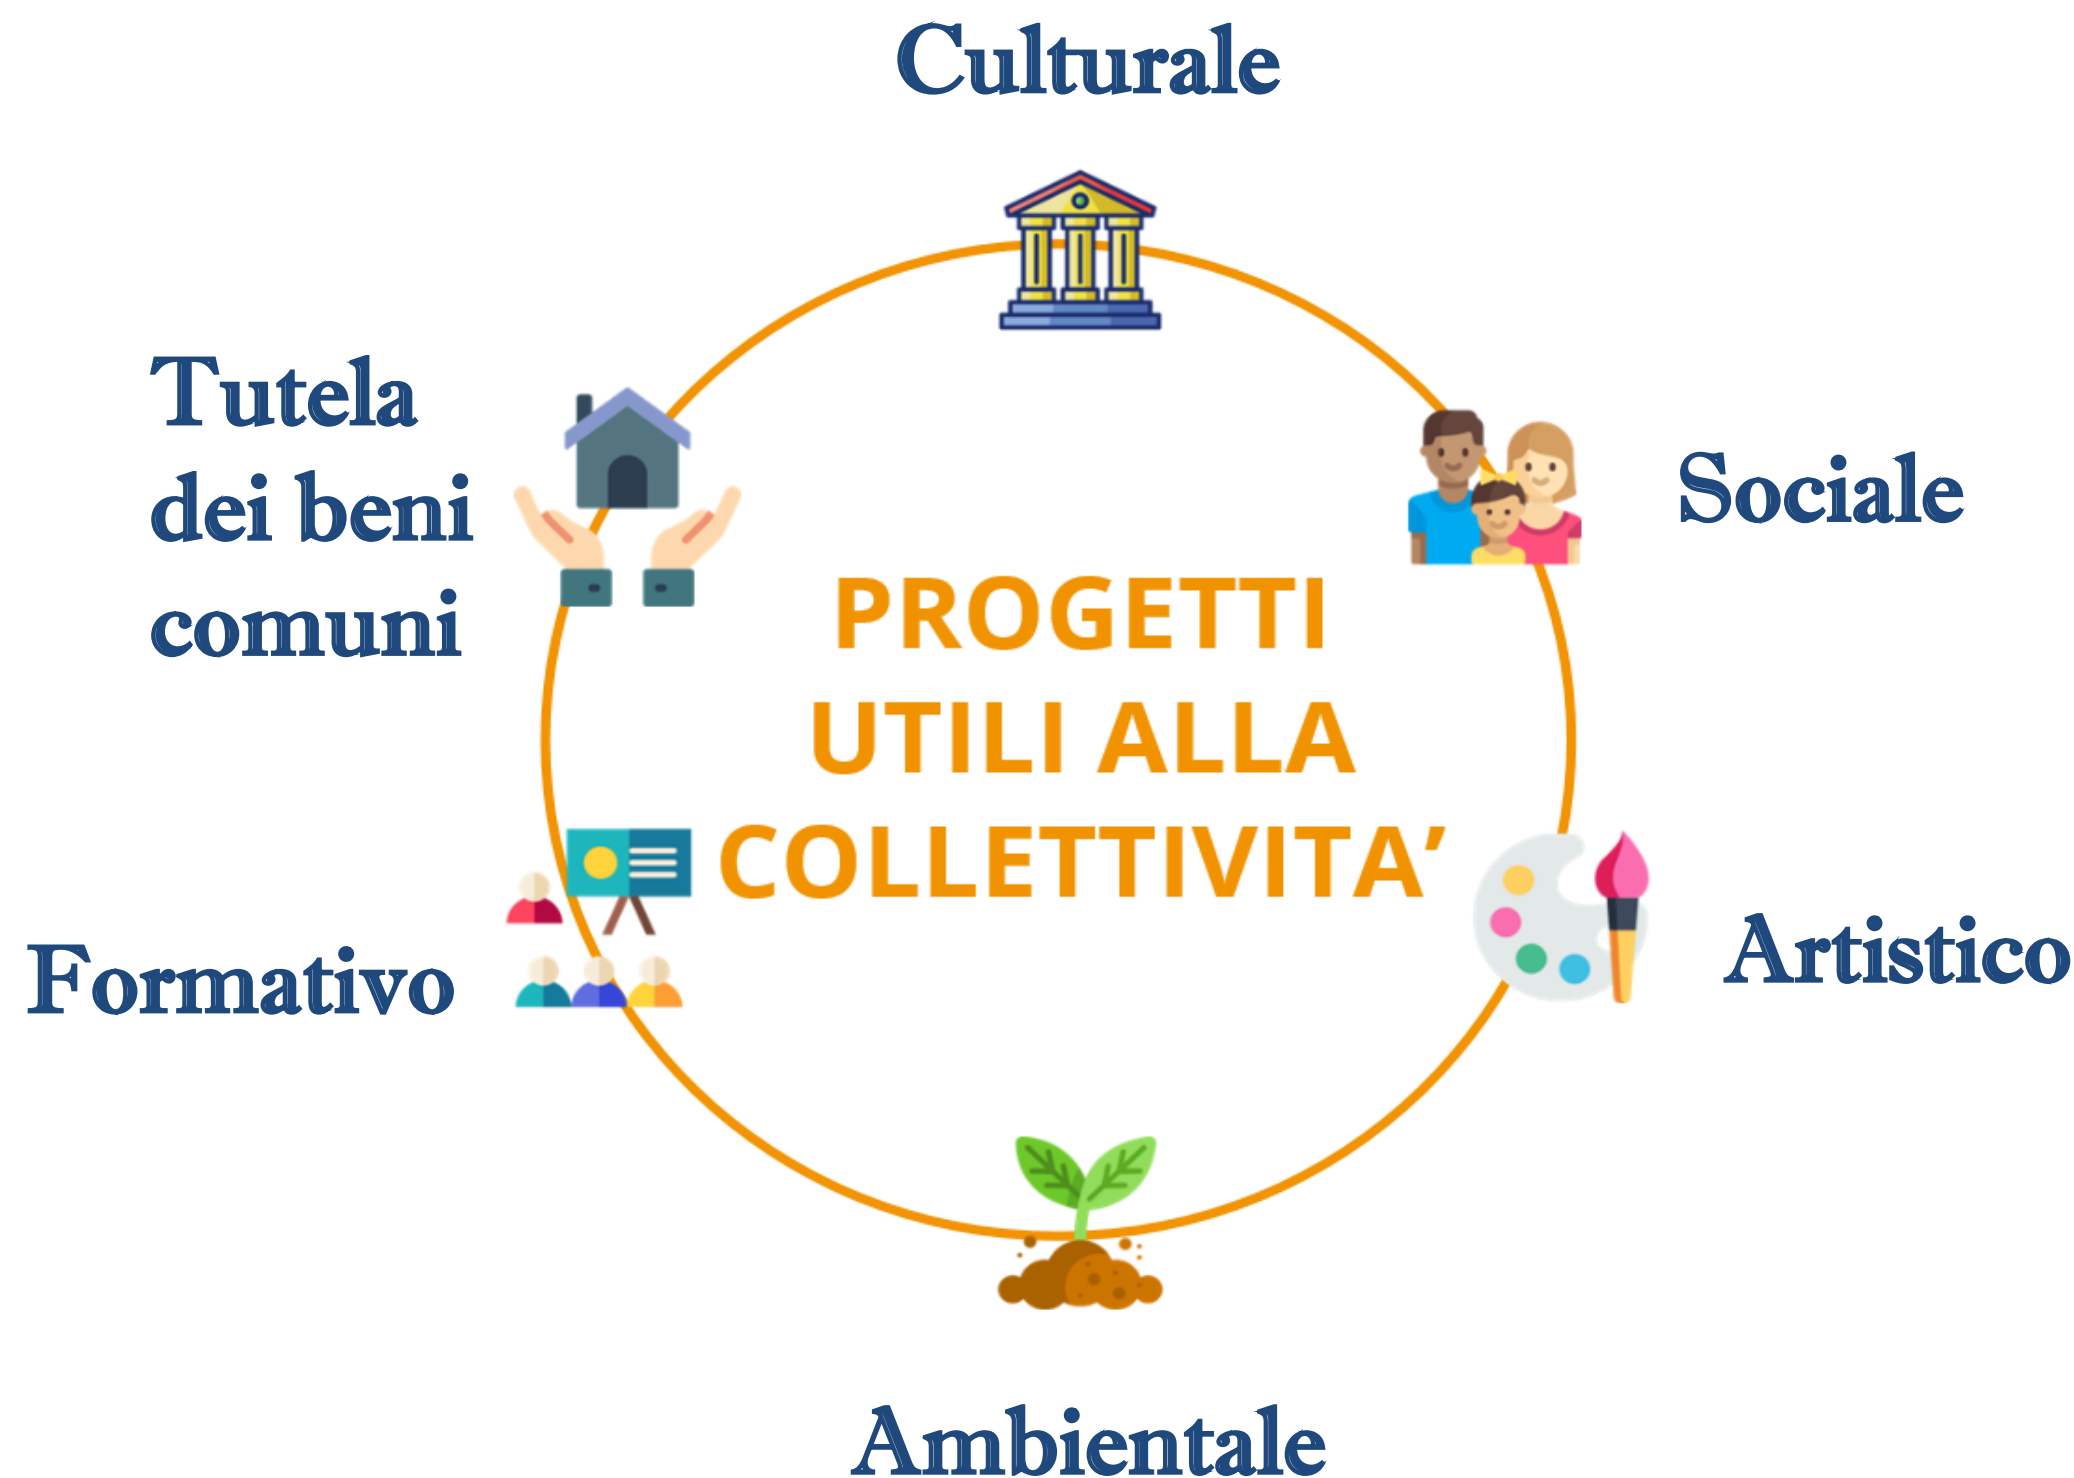 Culturale
Tutela
dei beni
comuni
Sociale
PROGETTI
UTILI ALLA
COLLETTIVITA’
Formativo
Artistico
Ambientale